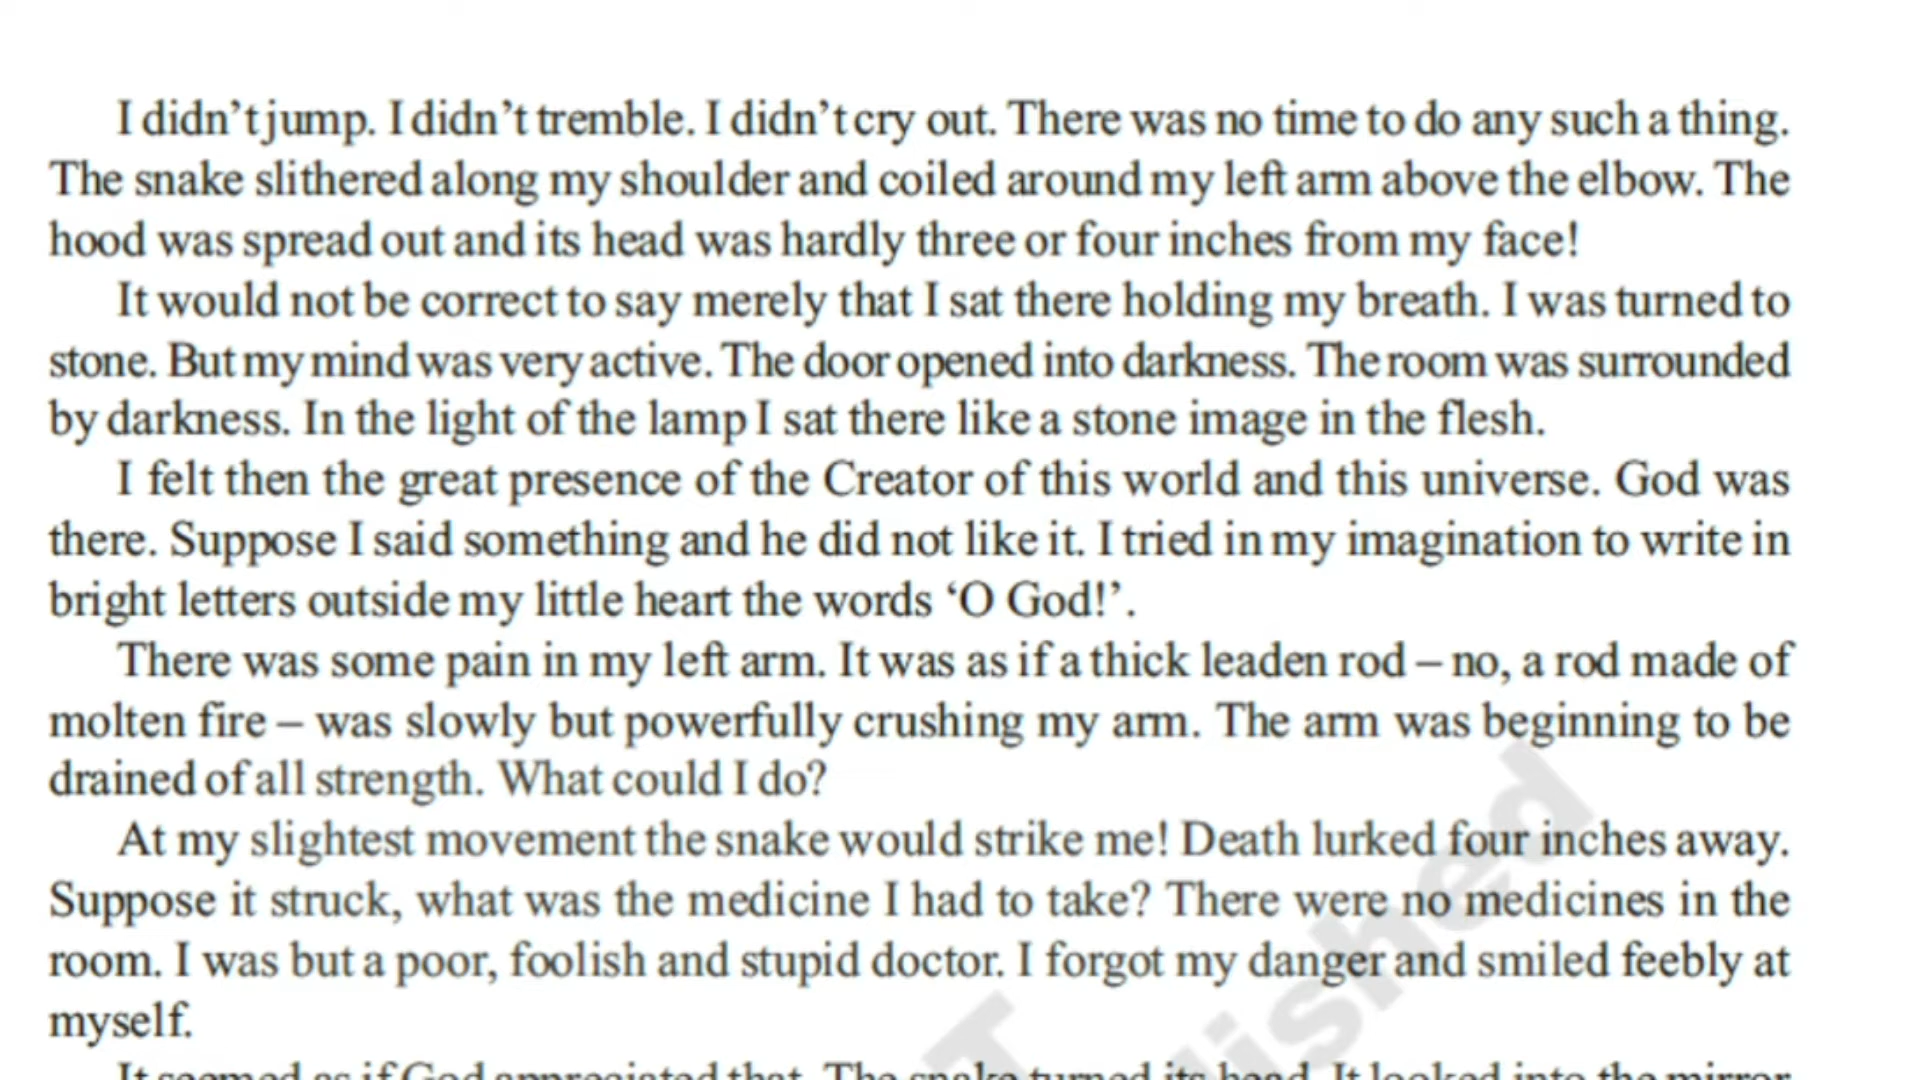 I didn’t jump. I didn’t tremble. I didn’t cry out. There was no time to do any such a thing.
The snake slithered along my shoulder and coiled around my left arm above the elbow. The
hood was spread out and its head was hardly three or four inches from my face!
It would not be correct to say merely that I sat there holding my breath. I was turned to
stone. But my mind was very active. The door opened into darkness. The room was surrounded
by darkness. In the light of the lamp I sat there like a stone image in the flesh.
I felt then the great presence of the Creator of this world and this universe. God was
there. Suppose I said something and he did not like it. I tried in my imagination to write in
bright letters outside my little heart the words ‘O God!’.
There was some pain in my left arm. It was as if a thick leaden rod – no, a rod made of
molten fire – was slowly but powerfully crushing my arm. The arm was beginning to be
drained of all strength. What could I do?
At my slightest movement the snake would strike me! Death lurked four inches away.
Suppose it struck, what was the medicine I had to take? There were no medicines in the
room. I was but a poor, foolish and stupid doctor. I forgot my danger and smiled feebly at
myself.
It seemed as if God appreciated that. The snake turned its head. It looked into the mirror